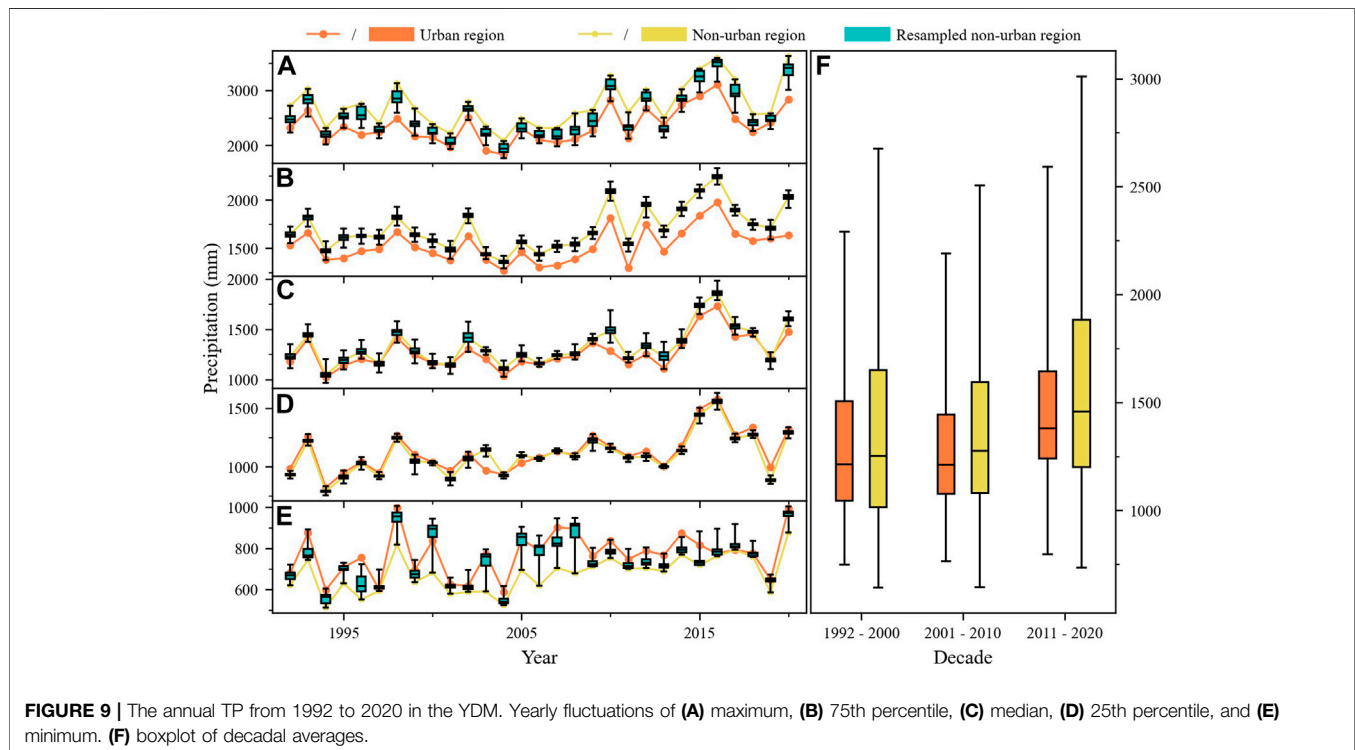 / Urban region / Non-urban region Resampled non-urban region
A
3000
2000
B
2000
1500
C
2000
1500
1000
D
1500
1000
E
1000
800
600
Precipitation (mm)
1995 2005 2015
Year
F
3000
2500
2000
1500
1000
1992 - 2000 2001 - 2010 2011 - 2020
Decade
FIGURE 9 | The annual TP from 1992 to 2020 in the YDM. Yearly fluctuations of (A) maximum, (B) 75th percentile, (C) median, (D) 25th percentile, and (E)
minimum. (F) boxplot of decadal averages.